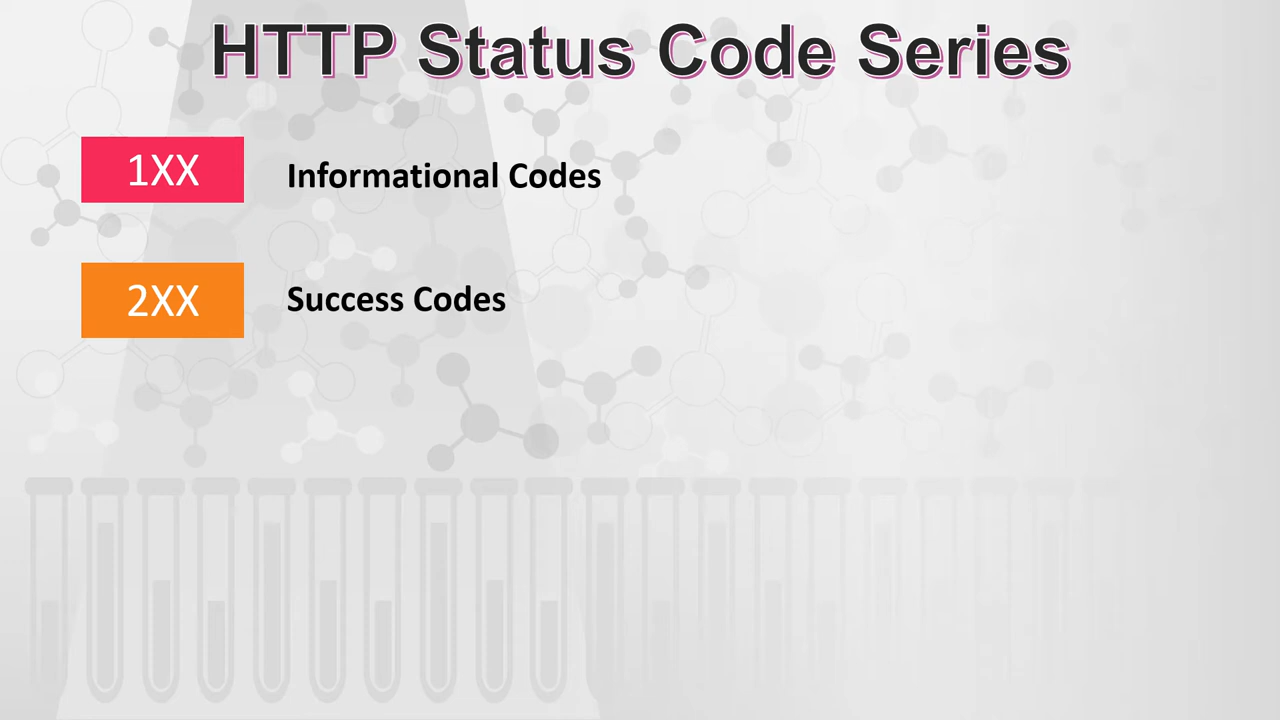 HTTP Status Code Series
1XX
Informational Codes
2XX
Success Codes